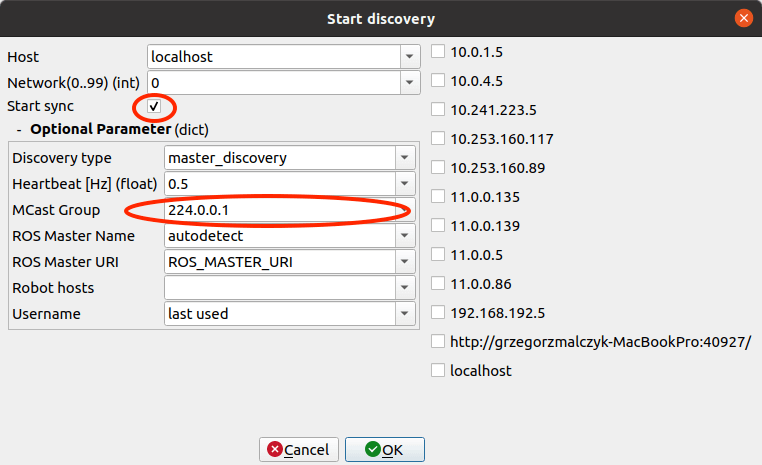 Start discovery
Host localhost
Network(0..99) (int) 0
Start sync
- Optional Parameter (dict)
Discovery type master_discovery
Heartbeat [Hz] (float) 0.5
MCast Group 224.0.0.1
ROS Master Name autodetect
ROS Master URI ROS_MASTER_URI
Robot hosts
Username last used
10.0.1.5
10.0.4.5
10.241.223.5
10.253.160.117
10.253.160.89
11.0.0.135
11.0.0.139
11.0.0.5
11.0.0.86
192.168.192.5
http://grzegorzmalczyk-MacBookPro:40927/
localhost
Cancel OK